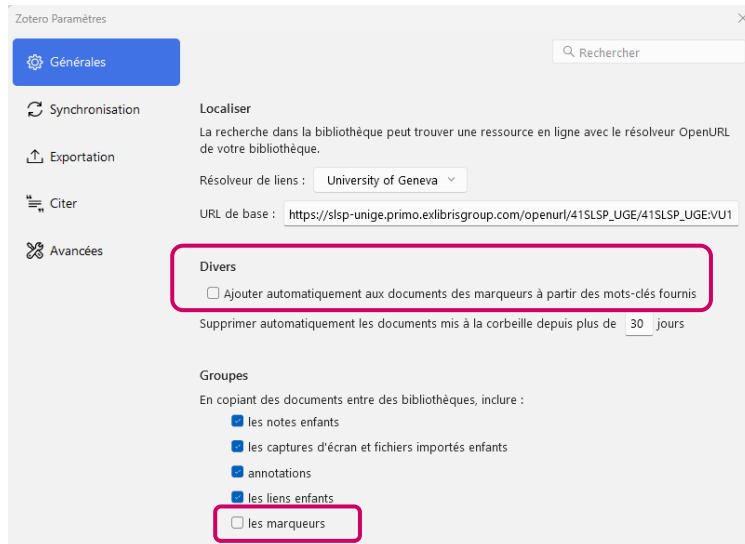 Zotero Paramètres
Générales
Rechercher
Synchronisation
Exportation
Citer
Avancées
Localiser
La recherche dans la bibliothèque peut trouver une ressource en ligne avec le résolveur OpenURL
de votre bibliothèque.
Résolveur de liens : University of Geneva
URL de base : https://slsp-unige.primo.exlibrisgroup.com/openurl/41SLSP_UGE/41SLSP_UGE:VU1
Divers
Ajouter automatiquement aux documents des marqueurs à partir des mots-clés fournis
Supprimer automatiquement les documents mis à la corbeille depuis plus de 30 jours
Groupes
En copiant des documents entre des bibliothèques, inclure :
les notes enfants
les captures d'écran et fichiers importés enfants
annotations
les liens enfants
les marqueurs